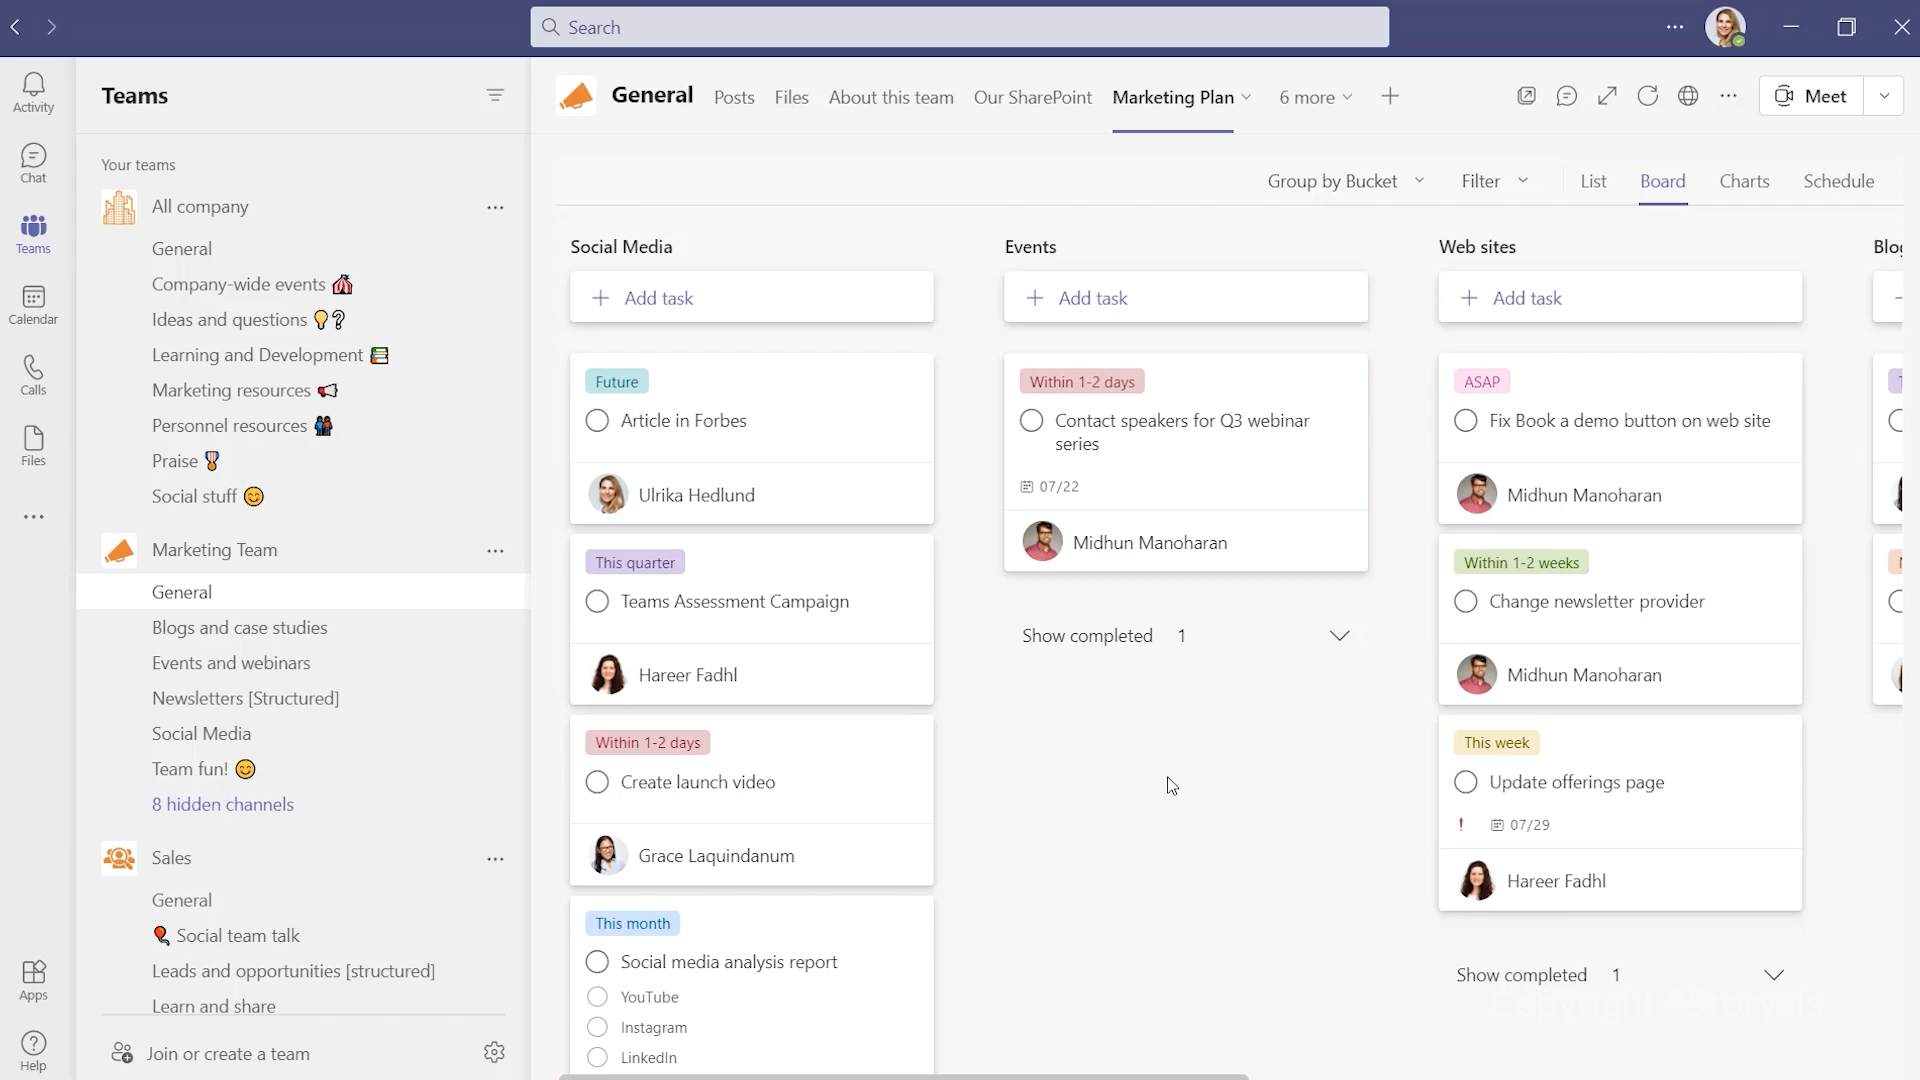 Search
Activity
Chat
Teams
Calendar
Calls
Files
Apps
Help
Teams
Your teams
All company
General
Company-wide events
Ideas and questions
Learning and Development
Marketing resources
Personnel resources
Praise
Social stuff
Marketing Team
General
Blogs and case studies
Events and webinars
Newsletters [Structured]
Social Media
Team fun!
8 hidden channels
Sales
General
Social team talk
Leads and opportunities [structured]
Learn and share
Join or create a team
General Posts Files About this team Our SharePoint Marketing Plan 6 more
Meet
Group by Bucket Filter List Board Charts Schedule
Social Media
Add task
Future
Article in Forbes
Ulrika Hedlund
This quarter
Teams Assessment Campaign
Hareer Fadhl
Within 1-2 days
Create launch video
Grace Laquindanum
This month
Social media analysis report
YouTube
Instagram
LinkedIn
Events
Add task
Within 1-2 days
Contact speakers for Q3 webinar
series
07/22
Midhun Manoharan
Show completed 1
Web sites
Add task
ASAP
Fix Book a demo button on web site
Midhun Manoharan
Within 1-2 weeks
Change newsletter provider
Midhun Manoharan
This week
Update offerings page
! 07/29
Hareer Fadhl
Show completed 1